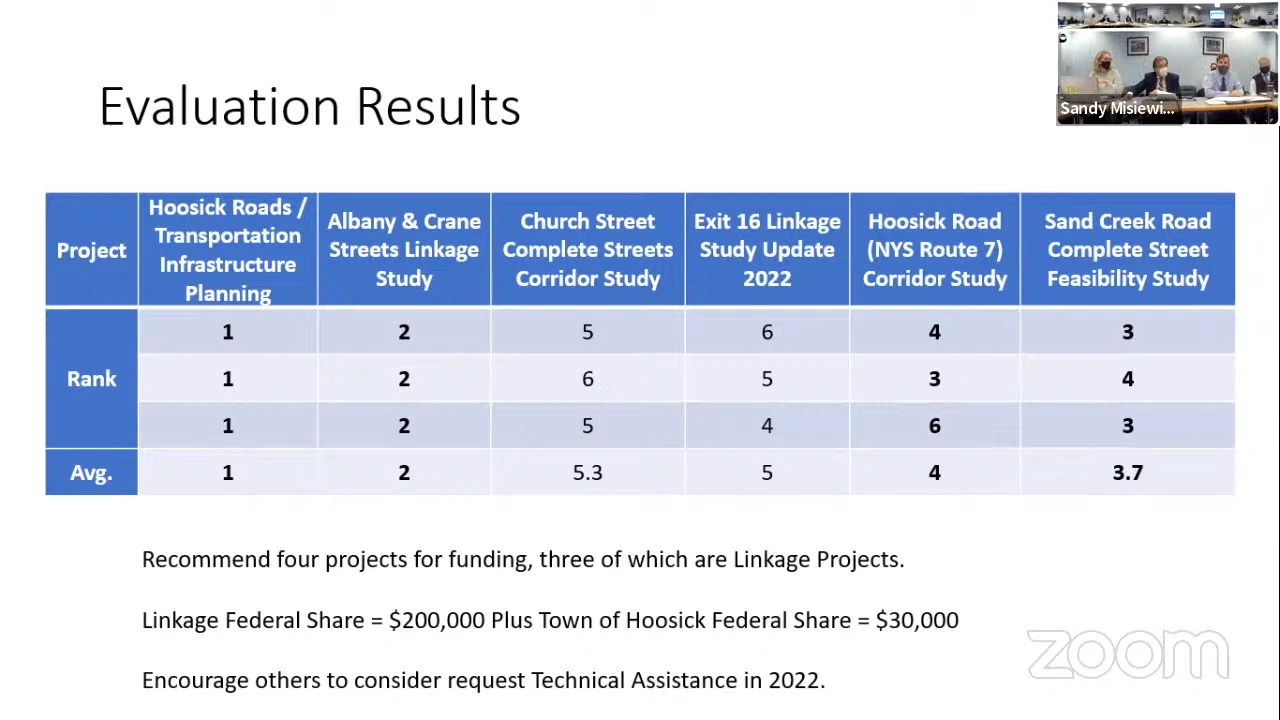 Sandy Misiewi...
Evaluation Results
Project
Hoosick Roads /
Transportation
Infrastructure
Planning
Albany & Crane
Streets Linkage
Study
Church Street
Complete Streets
Corridor Study
Exit 16 Linkage
Study Update
2022
Hoosick Road
(NYS Route 7)
Corridor Study
Sand Creek Road
Complete Street
Feasibility Study
Rank
1 2 5 6 4 3
1 2 6 5 3 4
1 2 5 4 6 3
Avg. 1 2 5.3 5 4 3.7
Recommend four projects for funding, three of which are Linkage Projects.
Linkage Federal Share = $200,000 Plus Town of Hoosick Federal Share = $30,000
Encourage others to consider request Technical Assistance in 2022.
zoom